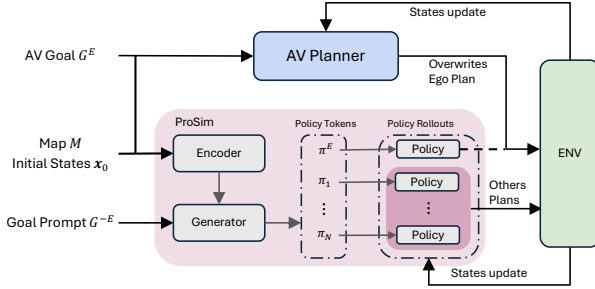 States update
AV Goal G^E
AV Planner
Overwrites
Ego Plan
ProSim
Policy Tokens
Policy Rollouts
Map M
Initial States x_0
Encoder
π^E
Policy
ENV
π_1
Policy
Others
Plans
⋮
⋮
Goal Prompt G^{-E}
Generator
π_N
Policy
States update